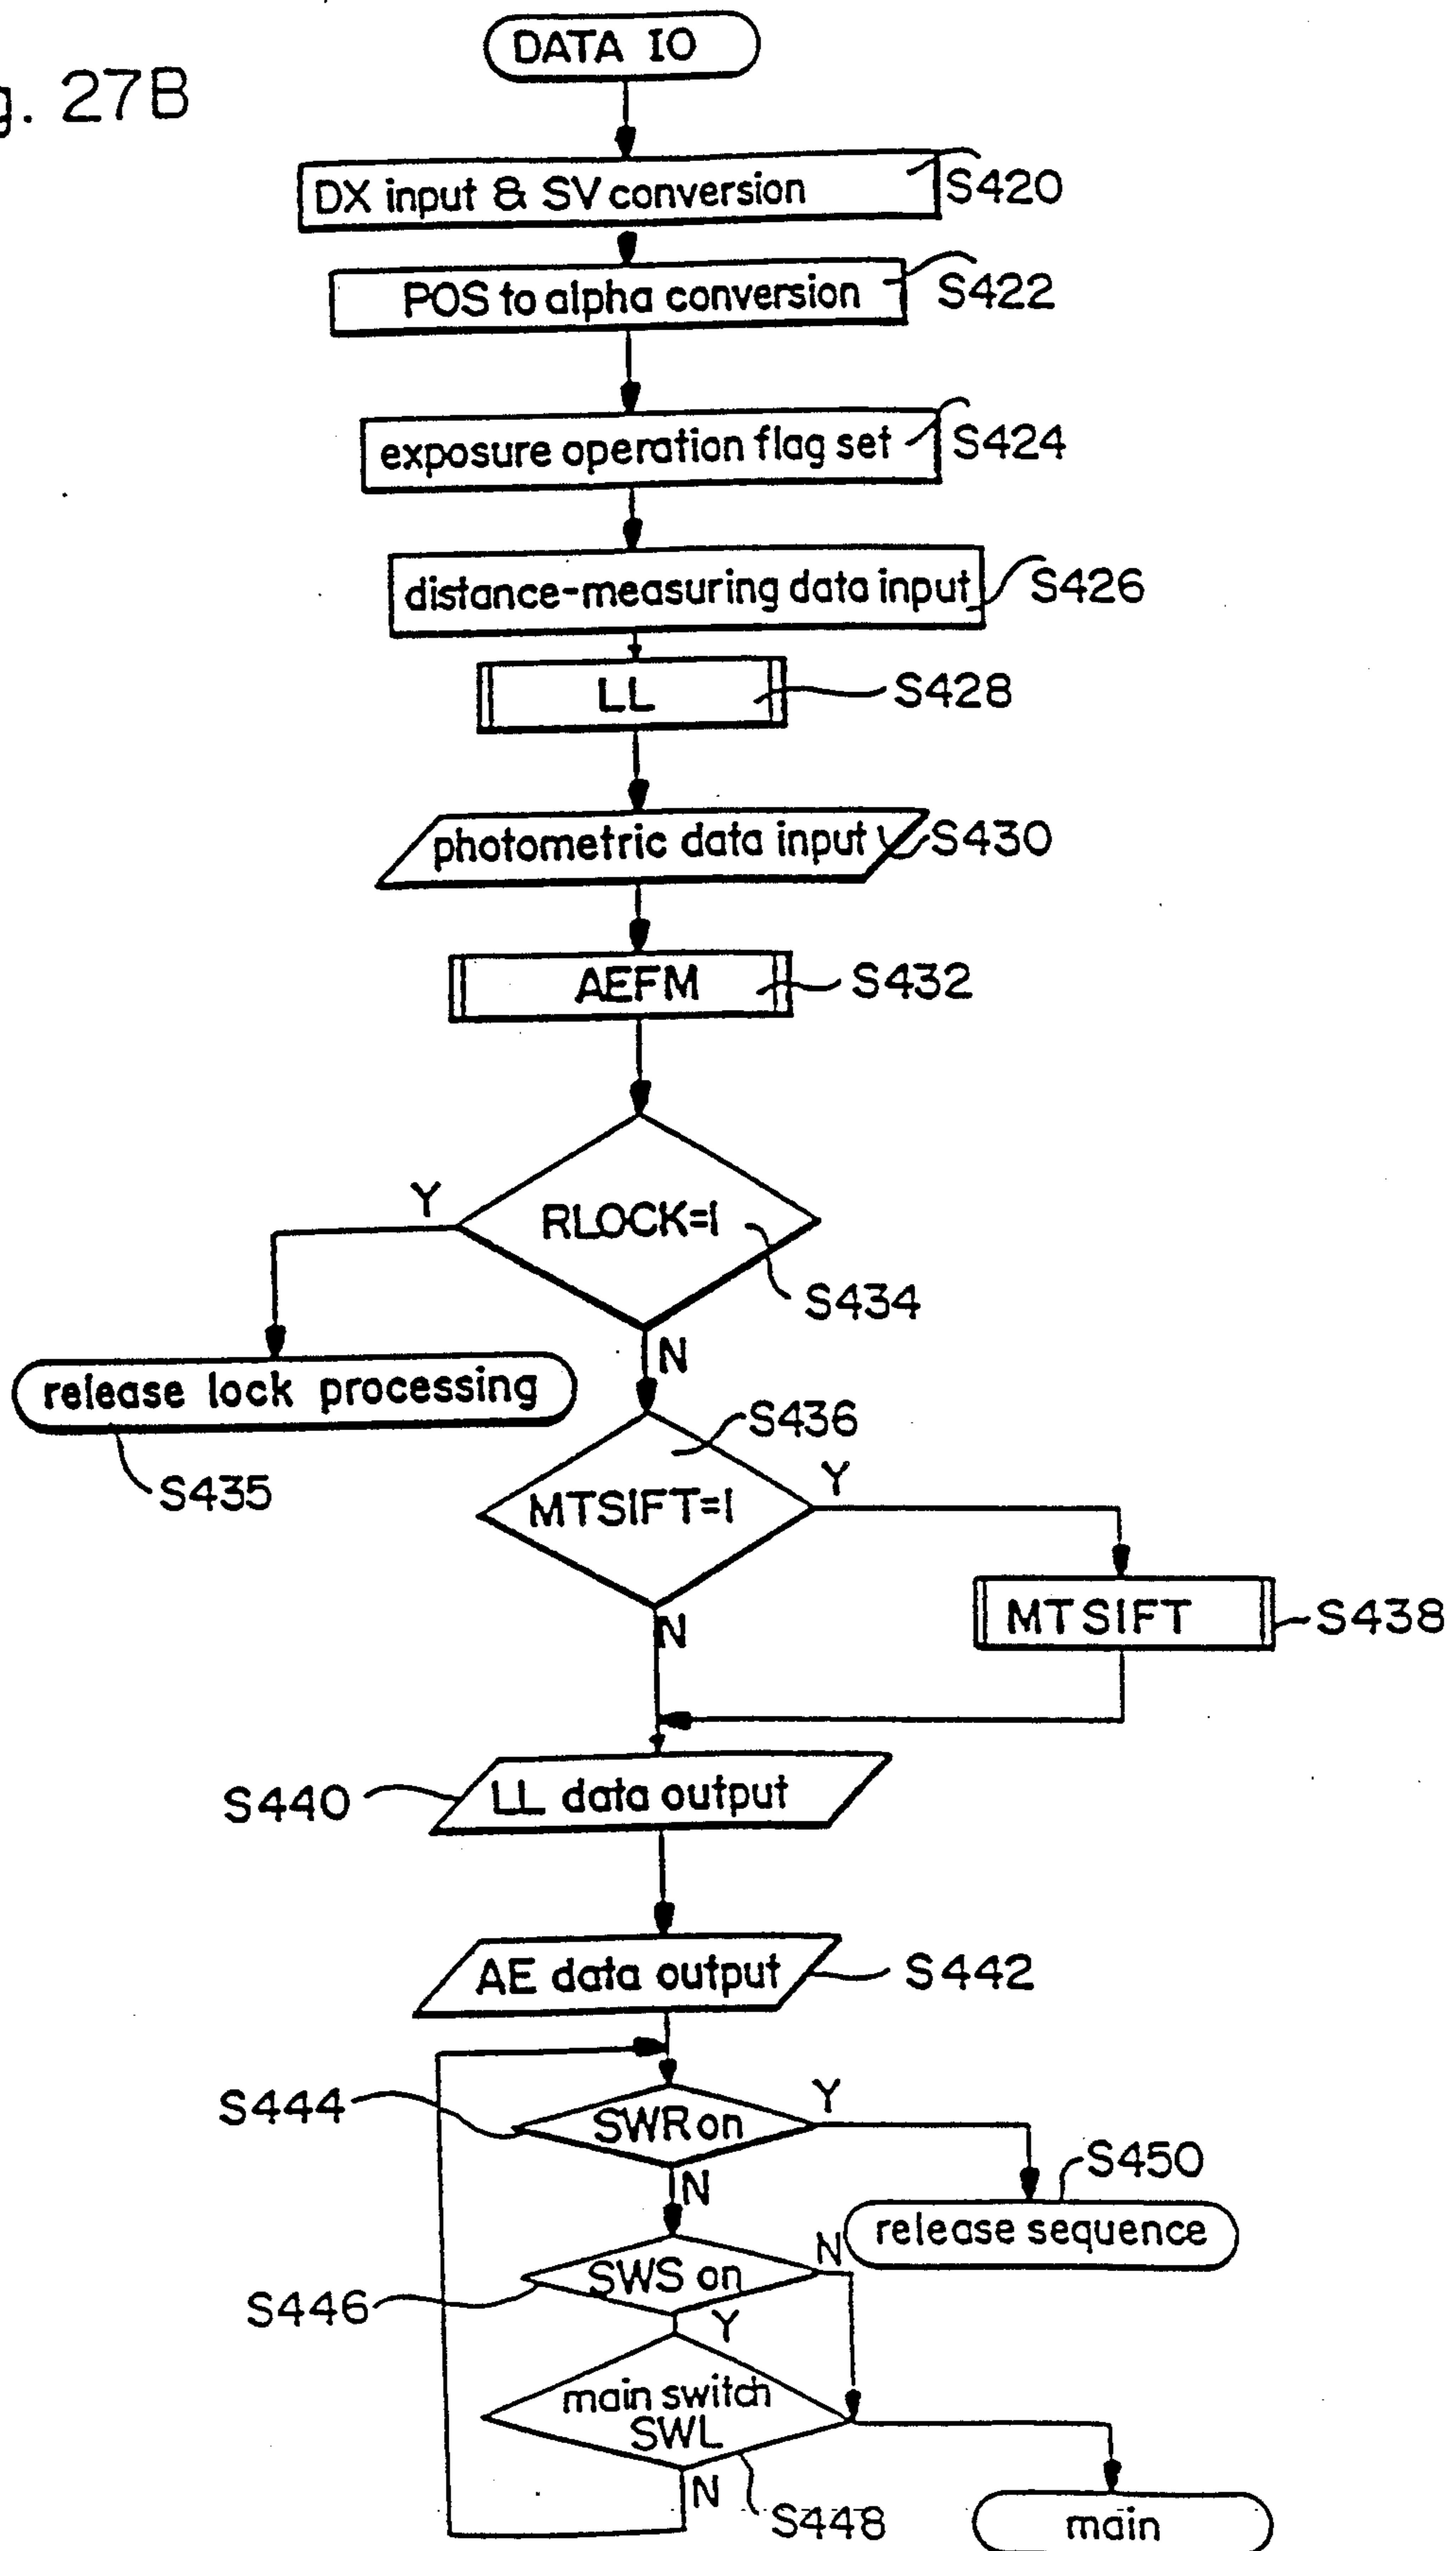 DATA IO
g. 27B
DX input & SV conversion
S420
POS to alpha conversion
S422
exposure operation flag set
S424
distance-measuring data input
S426
LL
S428
photometric data input
S430
AEFM
S432
Y
RLOCK=1
S434
N
release lock processing
S435
S436
MTSIFT=1
Y
N
MTSIFT
S438
S440
LL data output
AE data output
S442
S444
SWR on
Y
N
S450
release sequence
SWS on
N
S446
Y
main switch
SWL
N
S448
main